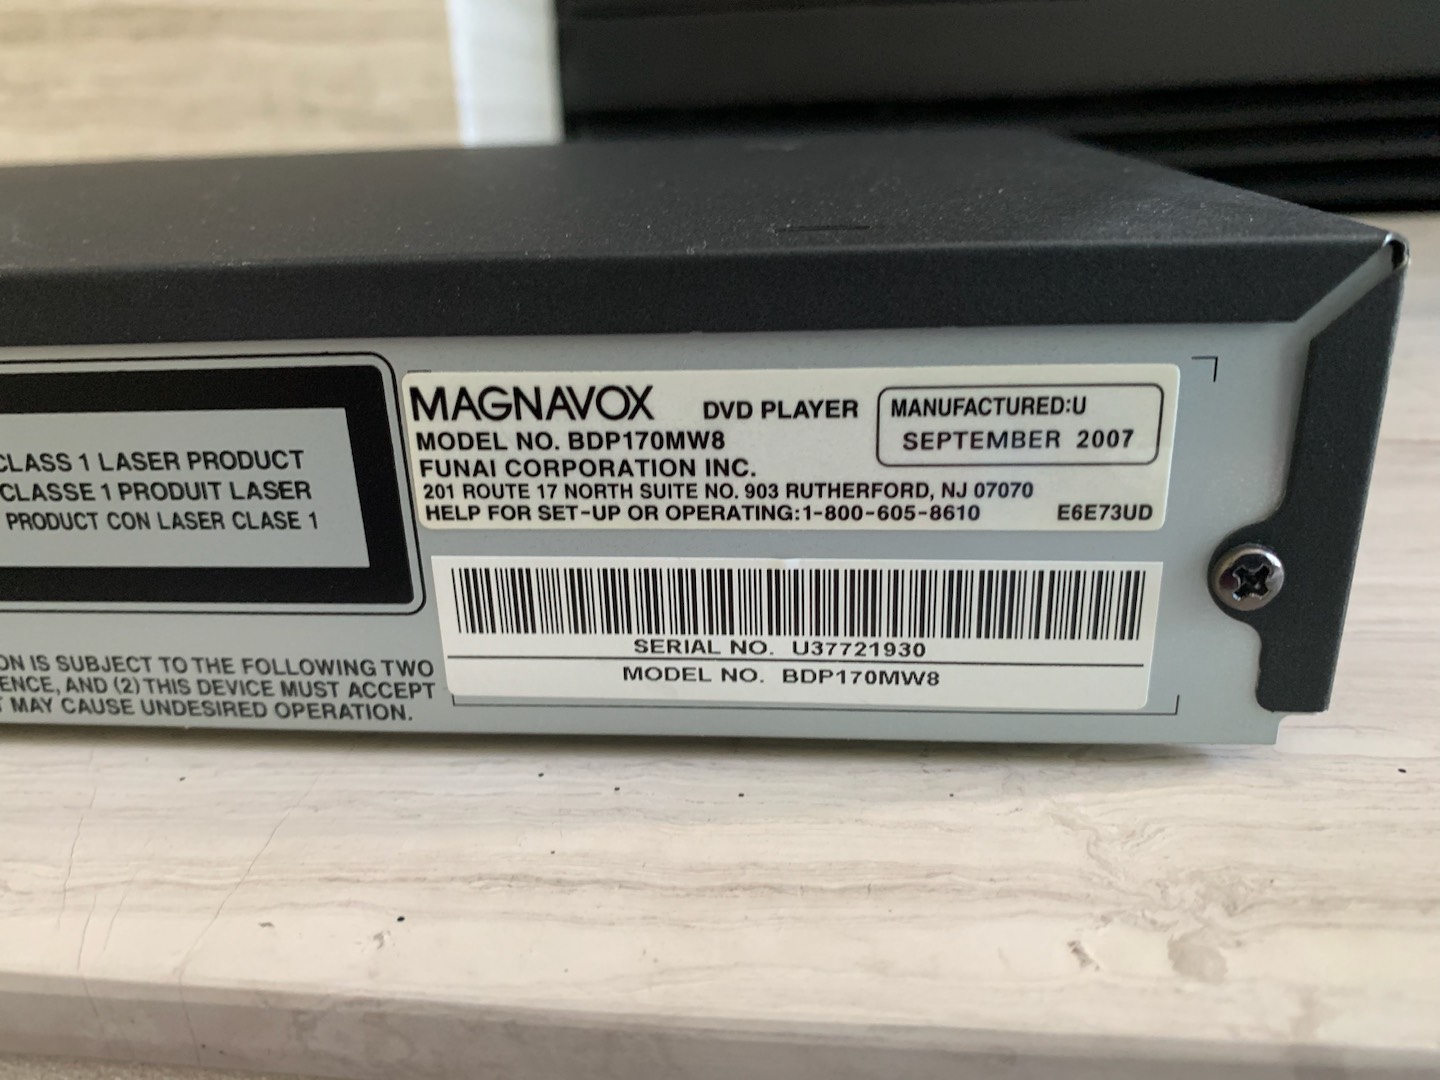 CLASS 1 LASER PRODUCT
CLASSE 1 PRODUIT LASER
PRODUCT CON LASER CLASE 1
IS SUBJECT TO THE FOLLOWING TWO
AND (2) THIS DEVICE MUST ACCEPT
MAY CAUSE UNDESIRED OPERATION.
MAGNAVOX DVD PLAYER
MANUFACTURED:U
SEPTEMBER 2007
MODEL NO. BDP170MW8
FUNAI CORPORATION INC.
201 ROUTE 17 NORTH SUITE NO. 903 RUTHERFORD, NJ 07070
HELP FOR SET-UP OR OPERATING:1-800-605-8610 E6E73UD
SERIAL NO. U37721930
MODEL NO. BDP170MW8